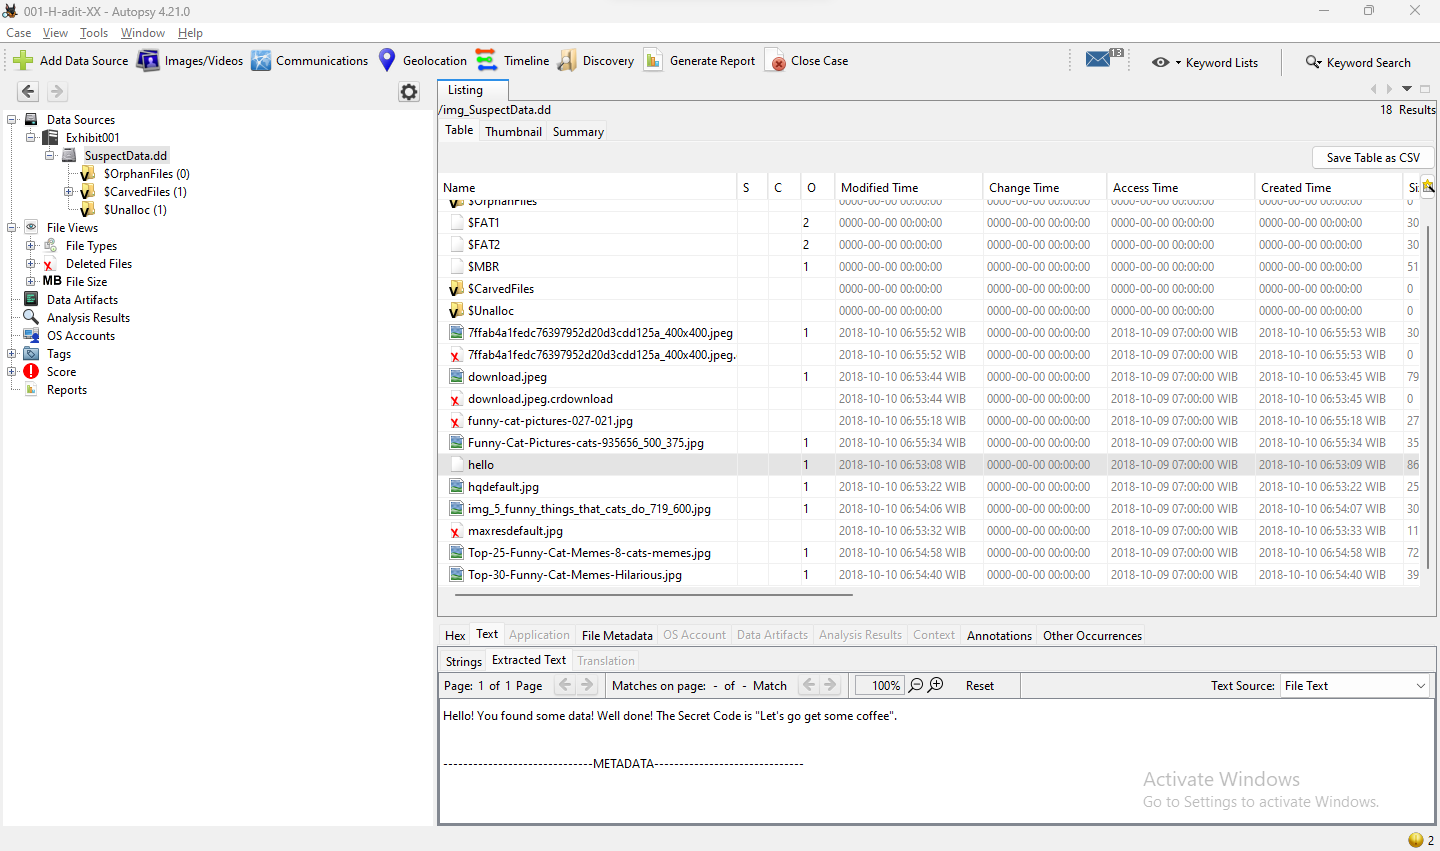 001-H-adit-XX - Autopsy 4.21.0
Case View Tools Window Help
Add Data Source Images/Videos Communications Geolocation Timeline Discovery Generate Report Close Case 13 Keyword Lists Keyword Search
Data Sources
Exhibit001
SuspectData.dd
$OrphanFiles (0)
$CarvedFiles (1)
$Unalloc (1)
File Views
File Types
Deleted Files
MB File Size
Data Artifacts
Analysis Results
OS Accounts
Tags
Score
Reports
Listing
/img_SuspectData.dd 18 Results
Table Thumbnail Summary
Save Table as CSV
Name S C O Modified Time Change Time Access Time Created Time Si
$OrphanFiles 0000-00-00 00:00:00 0000-00-00 00:00:00 0000-00-00 00:00:00 0000-00-00 00:00:00 0
$FAT1 2 0000-00-00 00:00:00 0000-00-00 00:00:00 0000-00-00 00:00:00 0000-00-00 00:00:00 30
$FAT2 2 0000-00-00 00:00:00 0000-00-00 00:00:00 0000-00-00 00:00:00 0000-00-00 00:00:00 30
$MBR 1 0000-00-00 00:00:00 0000-00-00 00:00:00 0000-00-00 00:00:00 0000-00-00 00:00:00 51
$CarvedFiles 0000-00-00 00:00:00 0000-00-00 00:00:00 0000-00-00 00:00:00 0000-00-00 00:00:00 0
$Unalloc 0000-00-00 00:00:00 0000-00-00 00:00:00 0000-00-00 00:00:00 0000-00-00 00:00:00 0
7ffab4a1fedc76397952d20d3cdd125a_400x400.jpeg 1 2018-10-10 06:55:52 WIB 0000-00-00 00:00:00 2018-10-09 07:00:00 WIB 2018-10-10 06:55:53 WIB 30
7ffab4a1fedc76397952d20d3cdd125a_400x400.jpeg. 2018-10-10 06:55:52 WIB 0000-00-00 00:00:00 2018-10-09 07:00:00 WIB 2018-10-10 06:55:53 WIB 0
download.jpeg 1 2018-10-10 06:53:44 WIB 0000-00-00 00:00:00 2018-10-09 07:00:00 WIB 2018-10-10 06:53:45 WIB 79
download.jpeg.crdownload 2018-10-10 06:53:44 WIB 0000-00-00 00:00:00 2018-10-09 07:00:00 WIB 2018-10-10 06:53:45 WIB 0
funny-cat-pictures-027-021.jpg 2018-10-10 06:55:18 WIB 0000-00-00 00:00:00 2018-10-09 07:00:00 WIB 2018-10-10 06:55:18 WIB 27
Funny-Cat-Pictures-cats-935656_500_375.jpg 1 2018-10-10 06:55:34 WIB 0000-00-00 00:00:00 2018-10-09 07:00:00 WIB 2018-10-10 06:55:34 WIB 35
hello 1 2018-10-10 06:53:08 WIB 0000-00-00 00:00:00 2018-10-09 07:00:00 WIB 2018-10-10 06:53:09 WIB 86
hqdefault.jpg 1 2018-10-10 06:53:22 WIB 0000-00-00 00:00:00 2018-10-09 07:00:00 WIB 2018-10-10 06:53:22 WIB 25
img_5_funny_things_that_cats_do_719_600.jpg 1 2018-10-10 06:54:06 WIB 0000-00-00 00:00:00 2018-10-09 07:00:00 WIB 2018-10-10 06:54:07 WIB 30
maxresdefault.jpg 2018-10-10 06:53:32 WIB 0000-00-00 00:00:00 2018-10-09 07:00:00 WIB 2018-10-10 06:53:33 WIB 11
Top-25-Funny-Cat-Memes-8-cats-memes.jpg 1 2018-10-10 06:54:58 WIB 0000-00-00 00:00:00 2018-10-09 07:00:00 WIB 2018-10-10 06:54:58 WIB 72
Top-30-Funny-Cat-Memes-Hilarious.jpg 1 2018-10-10 06:54:40 WIB 0000-00-00 00:00:00 2018-10-09 07:00:00 WIB 2018-10-10 06:54:40 WIB 39
Hex Text Application File Metadata OS Account Data Artifacts Analysis Results Context Annotations Other Occurrences
Strings Extracted Text Translation
Page: 1 of 1 Page Matches on page: - of - Match 100% Reset Text Source: File Text
Hello! You found some data! Well done! The Secret Code is "Let's go get some coffee".
------------------------------METADATA------------------------------
Activate Windows
Go to Settings to activate Windows.
2